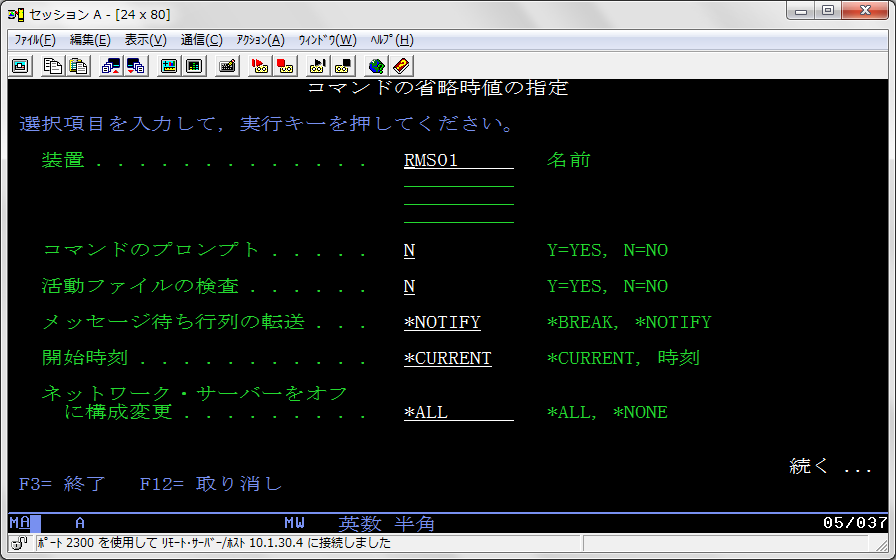 セッション A - [24 x 80]
ﾌｧｲﾙ(F) 編集(E) 表示(V) 通信(C) ｱｸｼｮﾝ(A) ｳｨﾝﾄﾞｳ(W) ﾍﾙﾌﾟ(H)
コマンドの省略時値の指定
選択項目を入力して, 実行キーを押してください。
装置 . . . . . . . . . . . . . RMS01 名前
コマンドのプロンプト . . . . . N Y=YES, N=NO
活動ファイルの検査 . . . . . . N Y=YES, N=NO
メッセージ待ち行列の転送 . . . *NOTIFY *BREAK, *NOTIFY
開始時刻 . . . . . . . . . . . *CURRENT *CURRENT, 時刻
ネットワーク・サーバーをオフ
に構成変更 . . . . . . . . . *ALL *ALL, *NONE
続く ...
F3= 終了 F12= 取り消し
MA A MW 英数 半角 05/037
ﾎﾟｰﾄ 2300 を使用して ﾘﾓｰﾄ･ｻｰﾊﾞｰ/ﾎｽﾄ 10.1.30.4 に接続しました